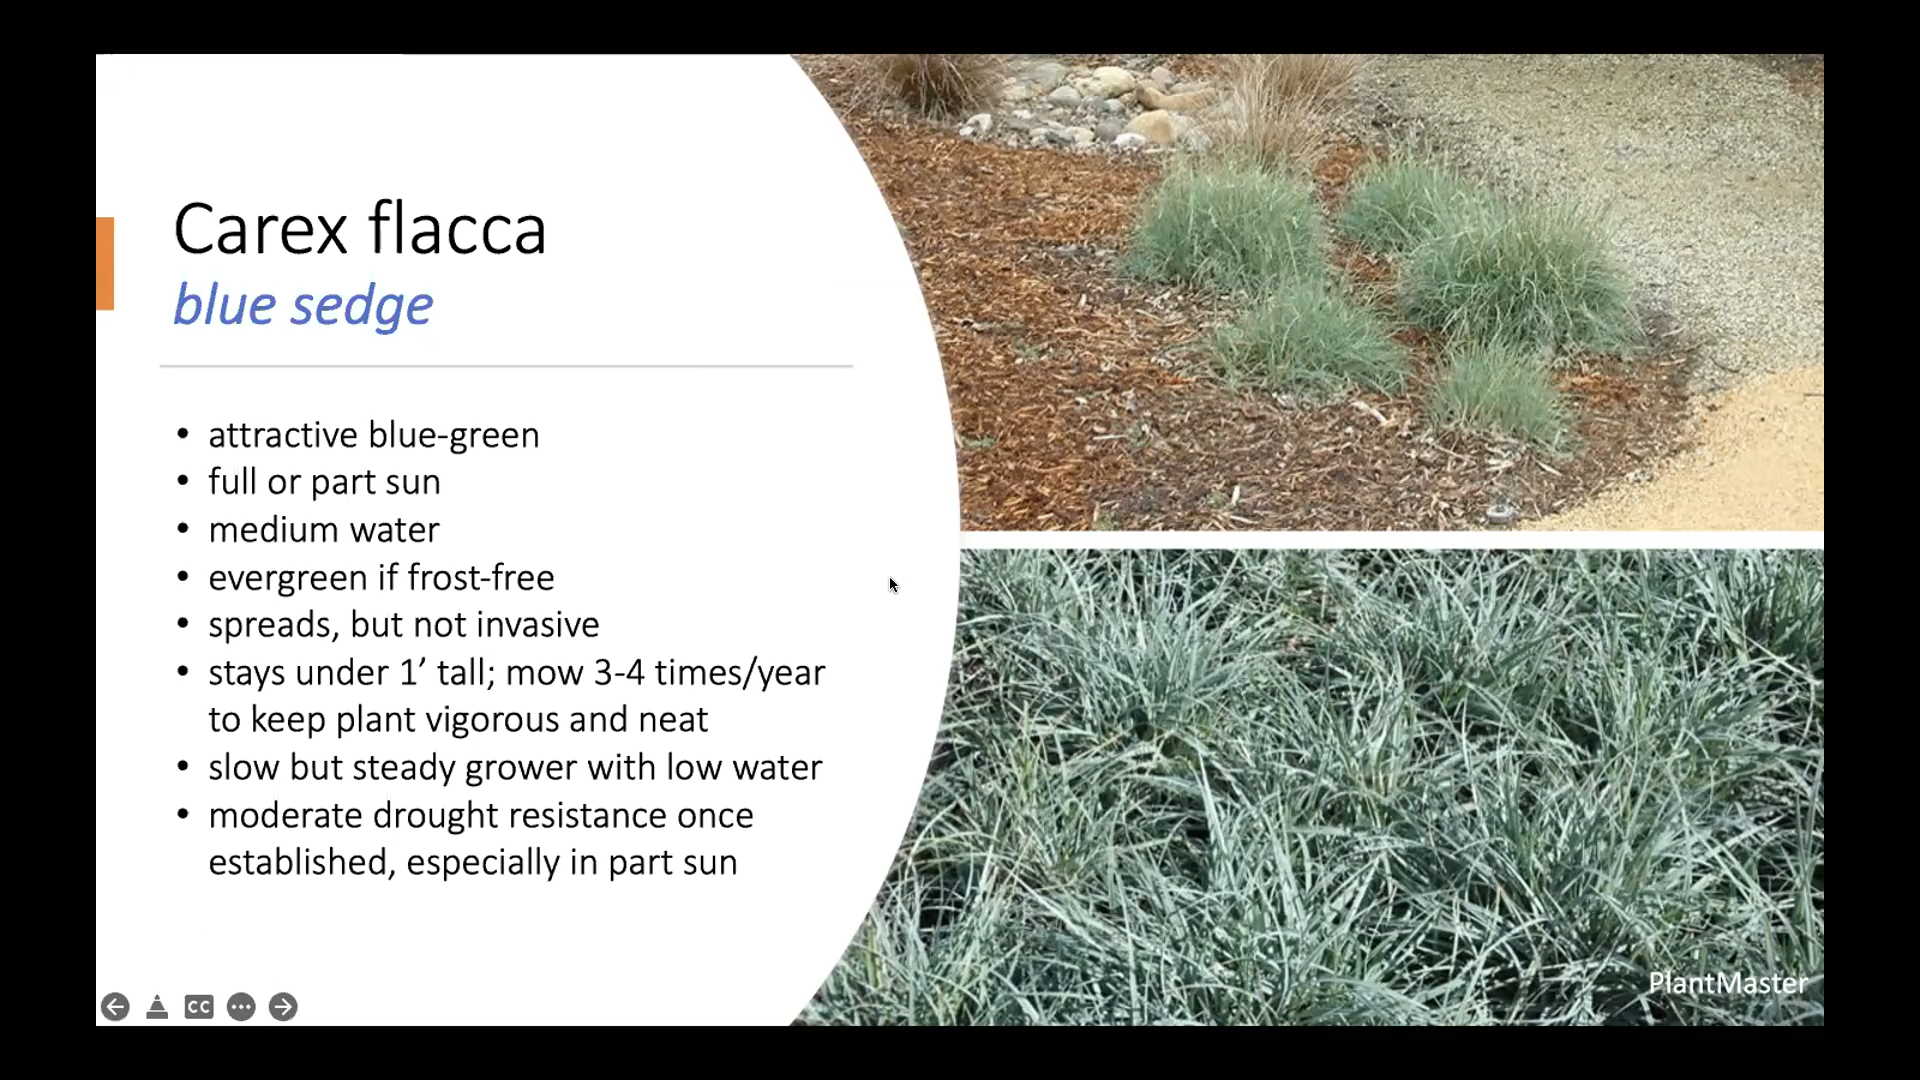 Carex flacca
blue sedge
• attractive blue-green
• full or part sun
• medium water
• evergreen if frost-free
• spreads, but not invasive
• stays under 1’ tall; mow 3-4 times/year
to keep plant vigorous and neat
• slow but steady grower with low water
• moderate drought resistance once
established, especially in part sun
PlantMaster
CC